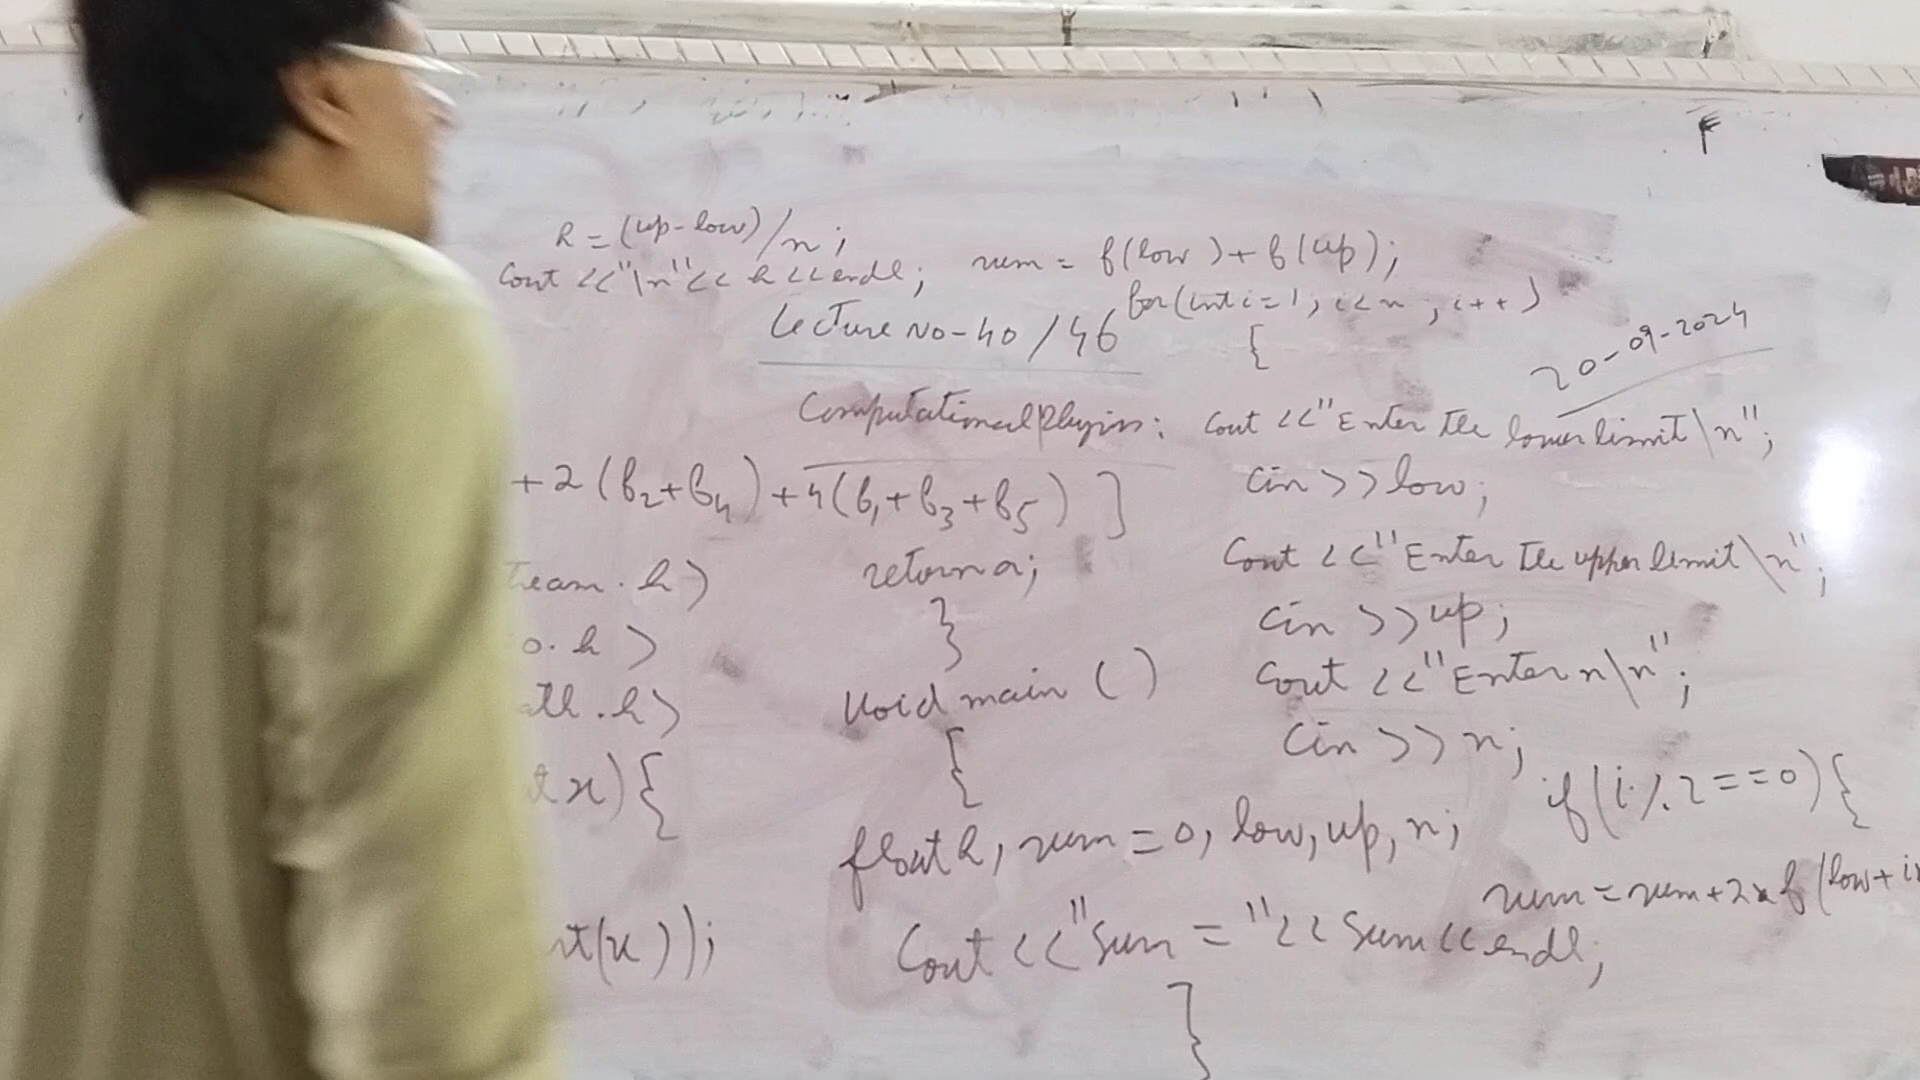 h = (up-low)/n;
Cout <<"\n"<< h <<endl;
sum = f(low)+f(up);
for(int i=1; i<n; i++)
{
Lecture No-40/46
20-09-2024
Computational Physics:
+2(f2+f4)+4(f1+f3+f5)]
ream.h>
o.h>
ath.h>
t x){
rt(x));
return a;
}
Void main()
{
float h, sum=0, low, up, n;
Cout <<"Sum = "<< Sum << endl;
}
Cout <<"Enter the lower limit\n";
Cin >> low;
Cout <<"Enter the upper limit\n";
Cin >> up;
Cout <<"Enter n\n";
Cin >> n;
if(i%2==0){
sum=sum+2*f(low+i*